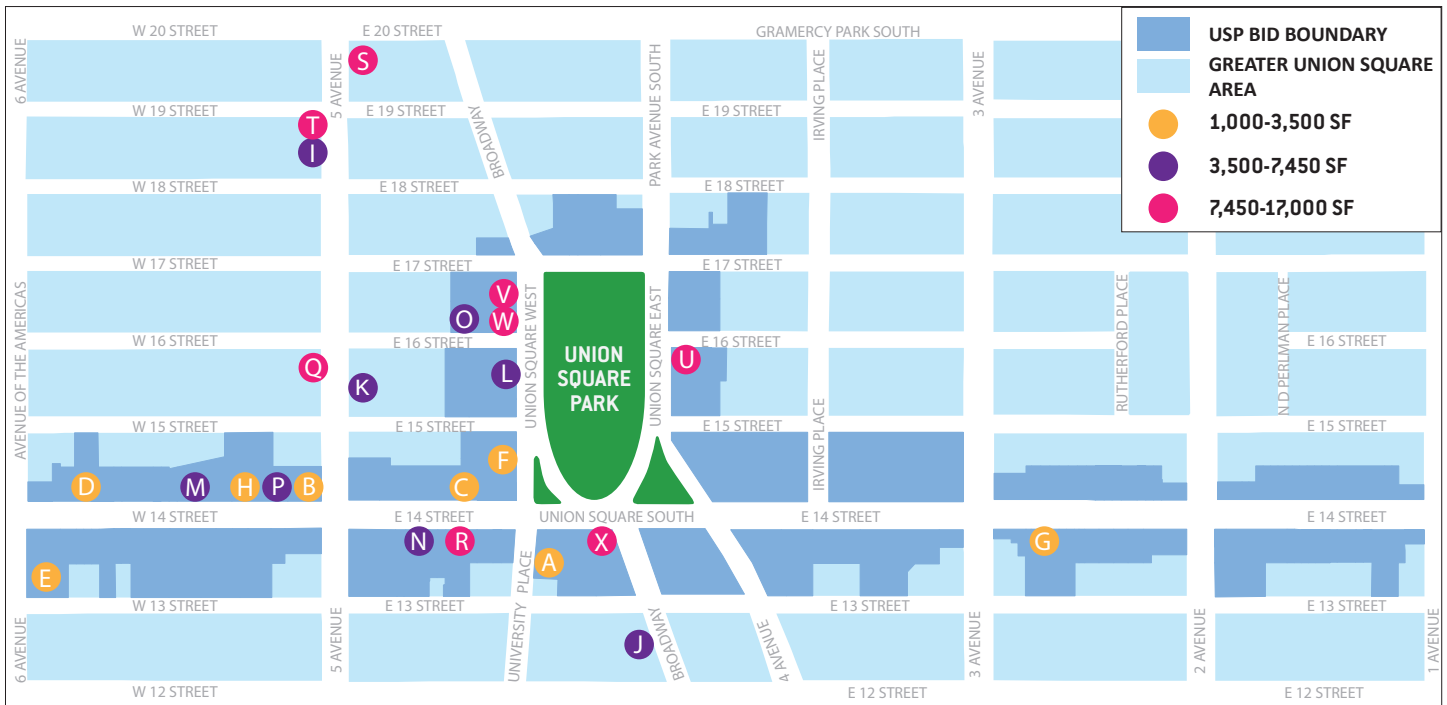 W 20 STREET
E 20 STREET
GRAMERCY PARK SOUTH
USP BID BOUNDARY
GREATER UNION SQUARE
AREA
1,000-3,500 SF
3,500-7,450 SF
7,450-17,000 SF
6 AVENUE
5 AVENUE
BROADWAY
PARK AVENUE SOUTH
IRVING PLACE
3 AVENUE
S
W 19 STREET
E 19 STREET
E 19 STREET
T
I
W 18 STREET
E 18 STREET
E 18 STREET
W 17 STREET
E 17 STREET
E 17 STREET
AVENUE OF THE AMERICAS
UNION SQUARE WEST
UNION SQUARE EAST
RUTHERFORD PLACE
N D PERLMAN PLACE
V
O
W
W 16 STREET
E 16 STREET
E 16 STREET
E 16 STREET
UNION
SQUARE
PARK
Q
K
L
U
W 15 STREET
E 15 STREET
E 15 STREET
E 15 STREET
IRVING PLACE
D
M
H
P
B
C
F
W 14 STREET
E 14 STREET
UNION SQUARE SOUTH
E 14 STREET
E 14 STREET
E
N
R
A
X
G
W 13 STREET
E 13 STREET
E 13 STREET
E 13 STREET
6 AVENUE
5 AVENUE
UNIVERSITY PLACE
J
BROADWAY
4 AVENUE
3 AVENUE
2 AVENUE
1 AVENUE
W 12 STREET
E 12 STREET
E 12 STREET